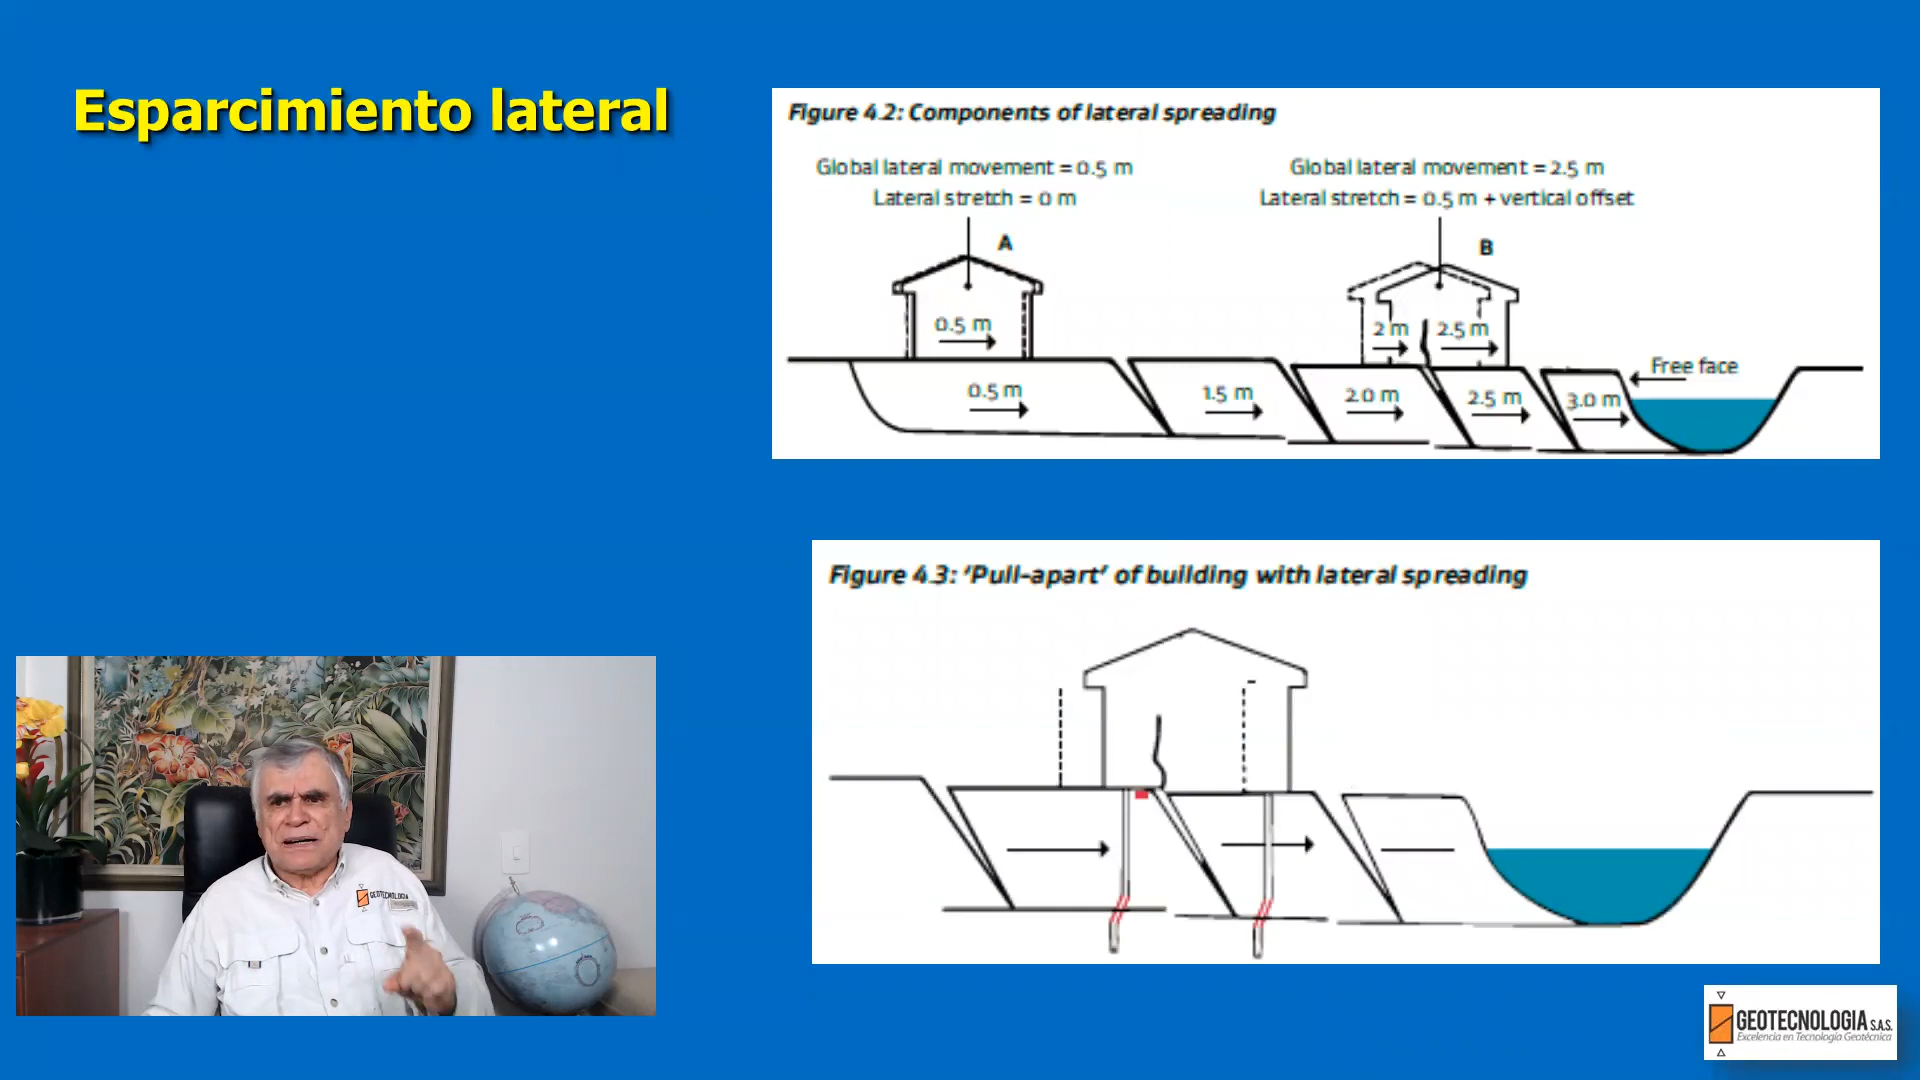 Esparcimiento lateral
Figure 4.2: Components of lateral spreading
Global lateral movement = 0.5 m
Lateral stretch = 0 m
Global lateral movement = 2.5 m
Lateral stretch = 0.5 m + vertical offset
A
B
0.5 m
2 m
2.5 m
Free face
0.5 m
1.5 m
2.0 m
2.5 m
3.0 m
Figure 4.3: ‘Pull-apart’ of building with lateral spreading
GEOTECNOLOGIA
GEOTECNOLOGIA S.A.S.
Excelencia en Tecnología Geotécnica